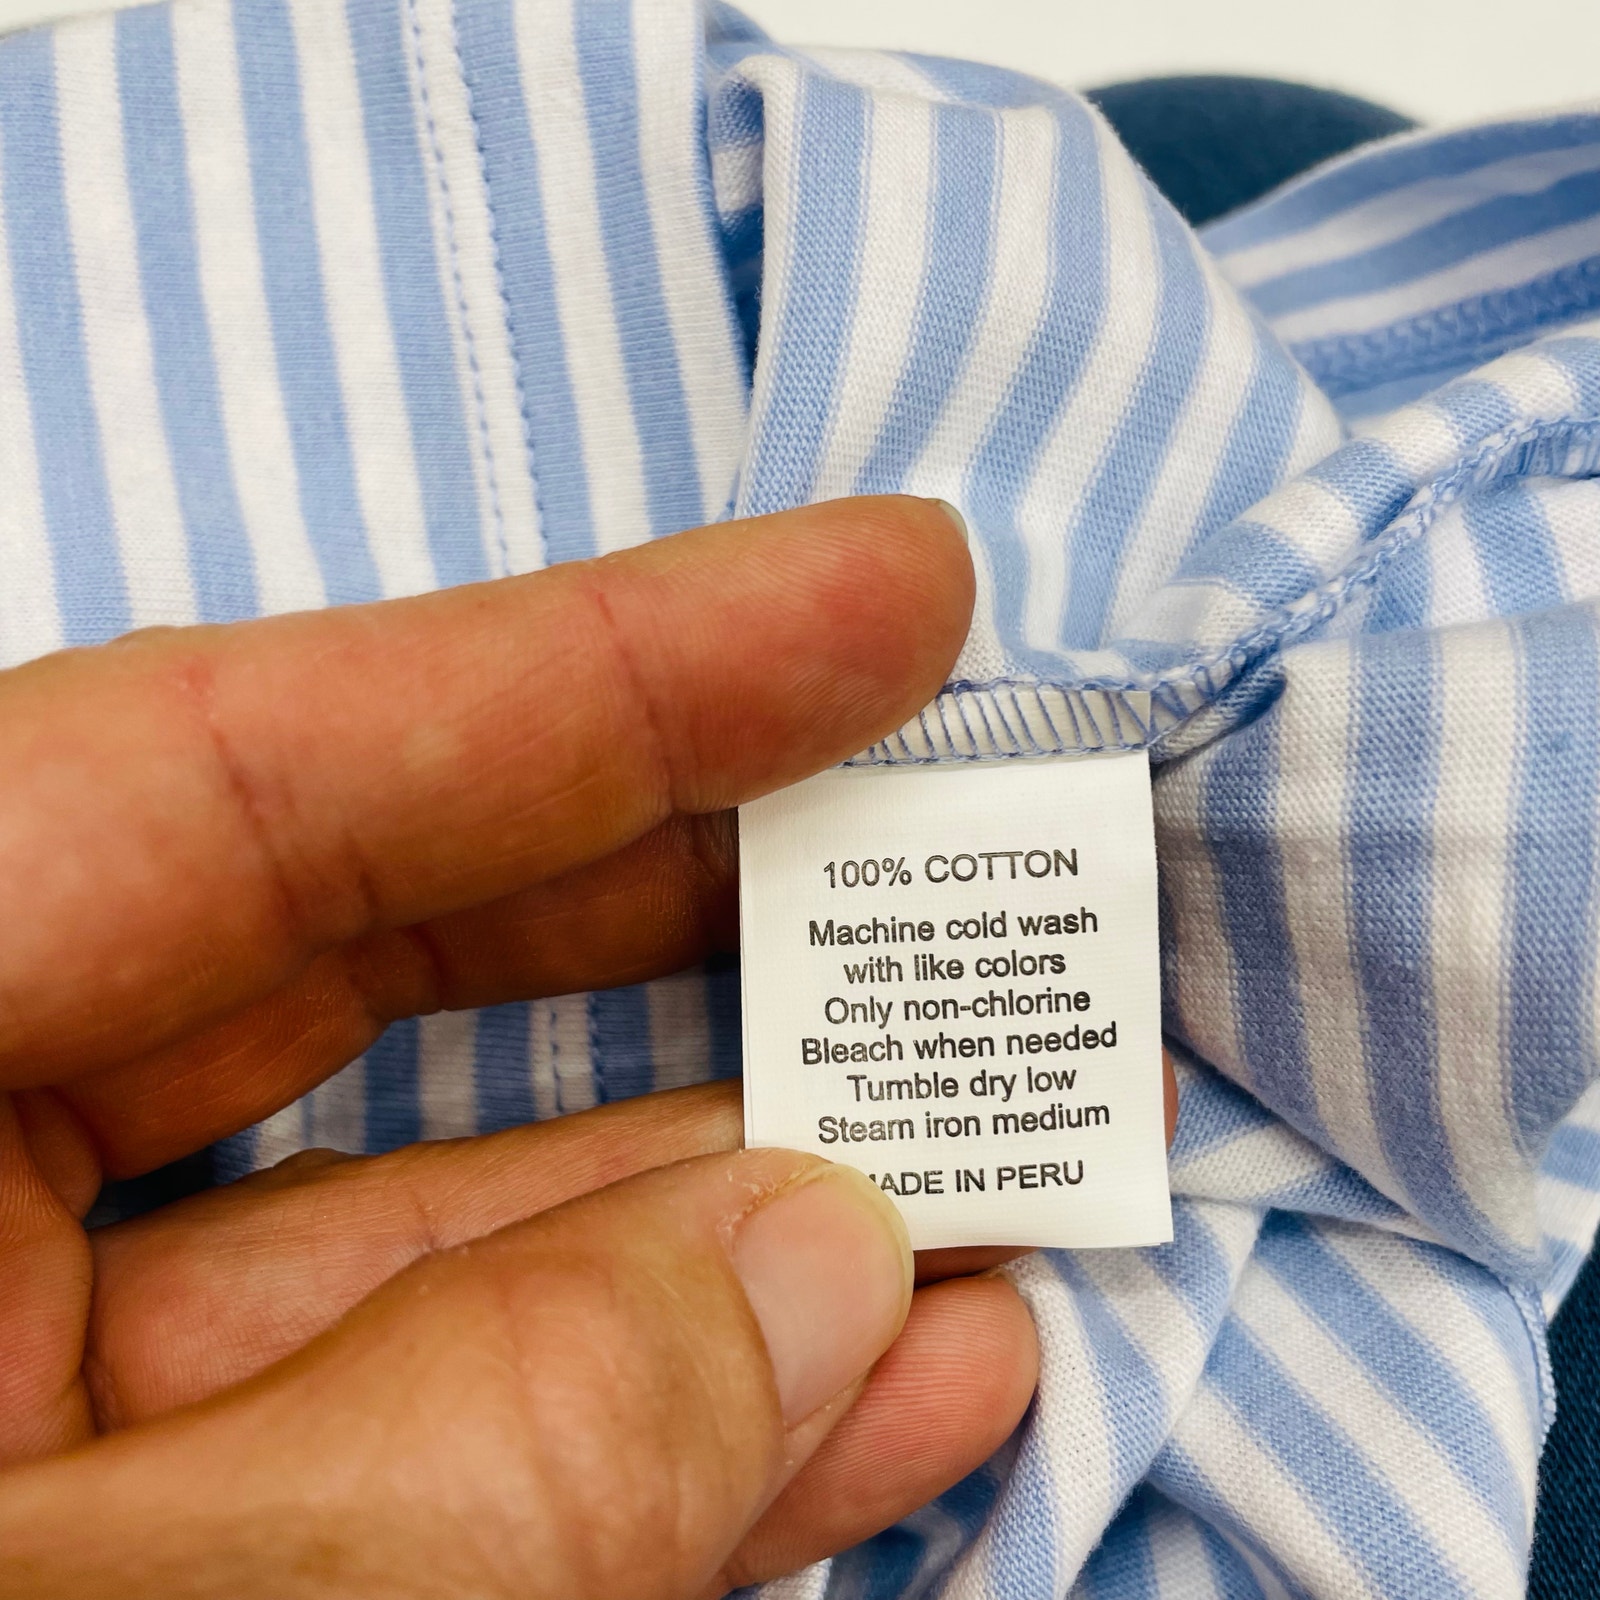 100% COTTON
Machine cold wash
with like colors
Only non-chlorine
Bleach when needed
Tumble dry low
Steam iron medium
MADE IN PERU